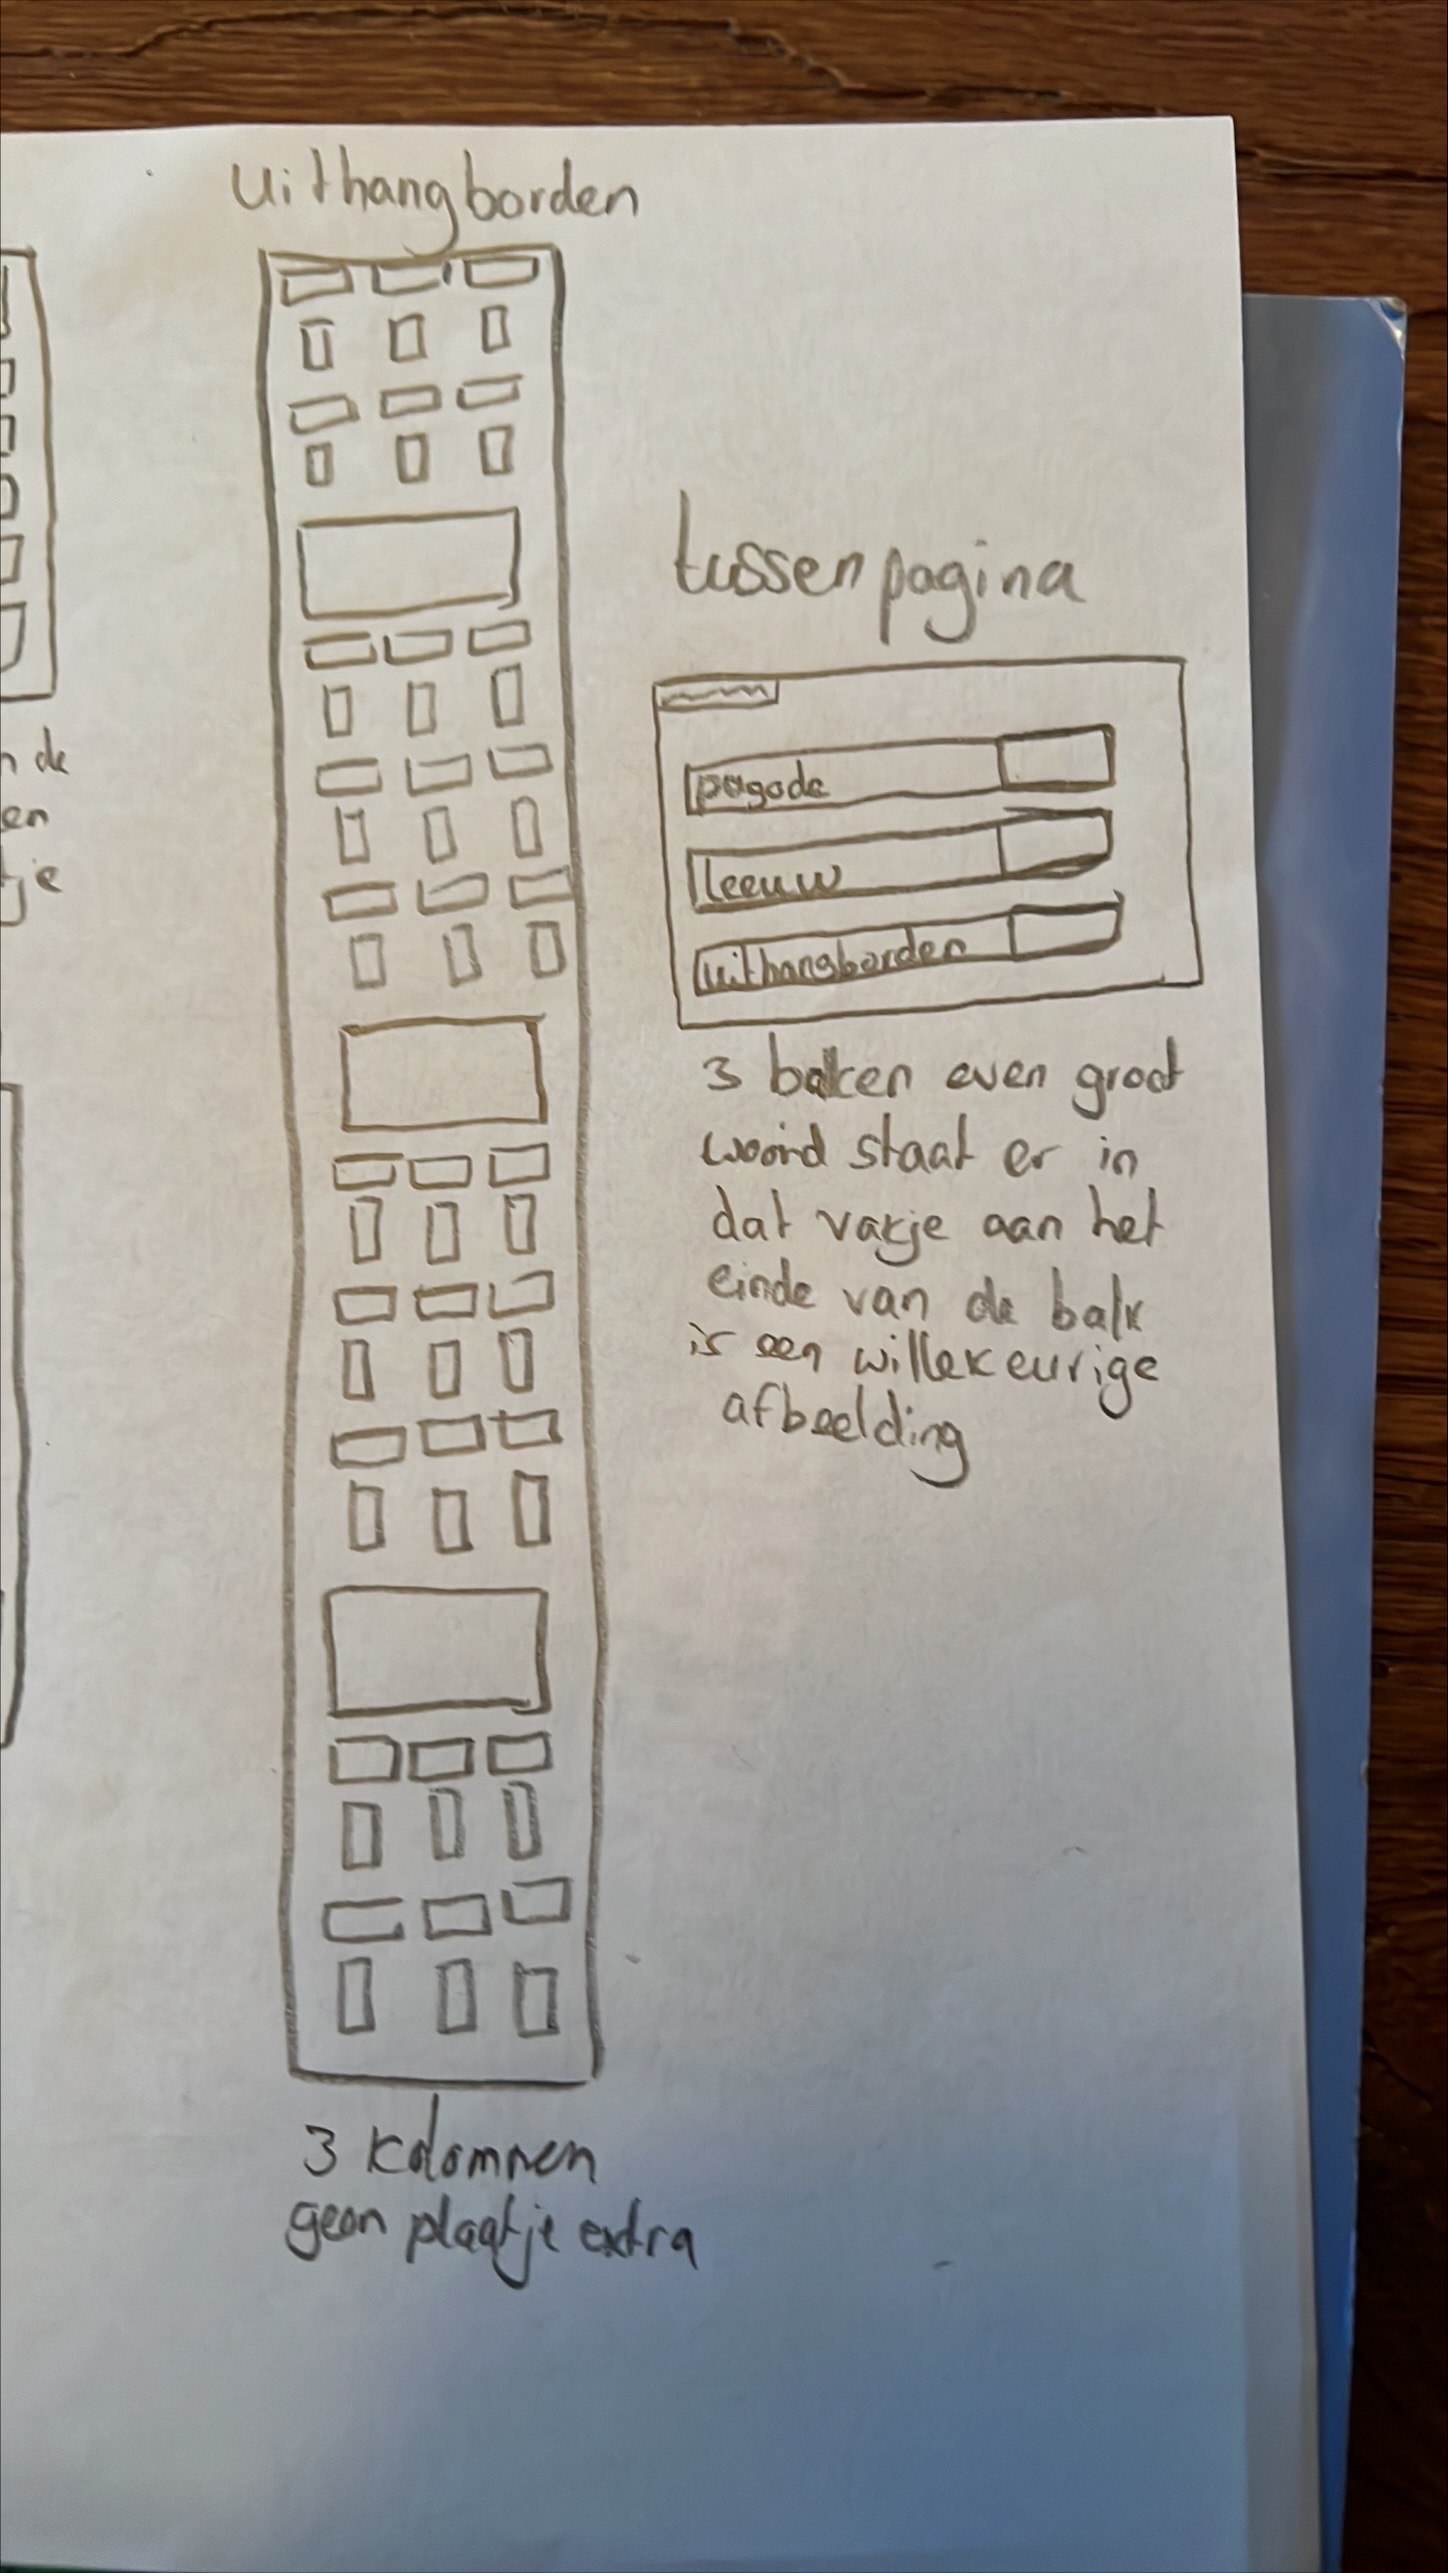 uithangborden
n de
en
tje
3 kolommen
geen plaatje extra
tussenpagina
pagode
leeuw
uithangborden
3 balken even groot
woord staat er in
dat vakje aan het
einde van de balk
is een willekeurige
afbeelding